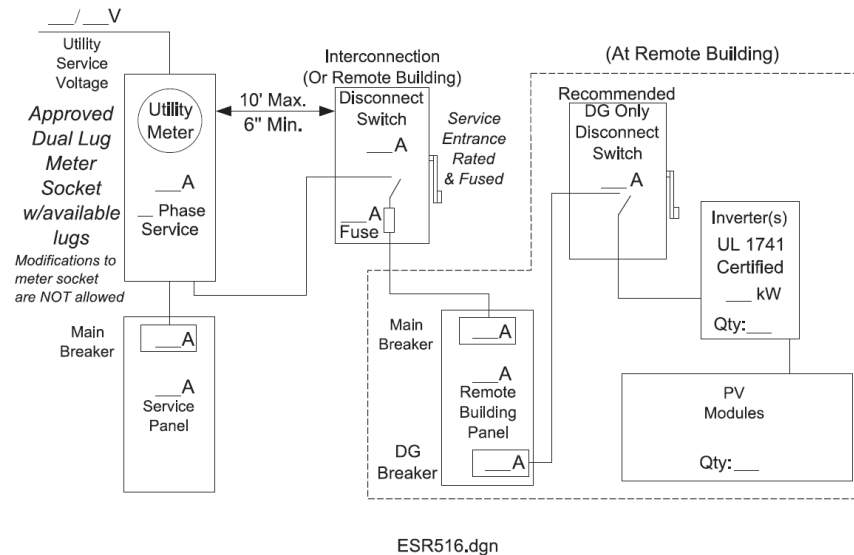 ___/ ___V
Utility
Service
Voltage
Approved
Dual Lug
Meter
Socket
w/available
lugs
Modifications to
meter socket
are NOT allowed
Utility
Meter
___A
__ Phase
Service
10' Max.
6" Min.
Interconnection
(Or Remote Building)
Disconnect
Switch
___A
___A
Fuse
Service
Entrance
Rated
& Fused
Main
Breaker
___A
___A
Service
Panel
(At Remote Building)
Recommended
DG Only
Disconnect
Switch
___A
Inverter(s)
UL 1741
Certified
___ kW
Qty:___
Main
Breaker
___A
___A
Remote
Building
Panel
DG
Breaker
___A
PV
Modules
Qty:___
ESR516.dgn